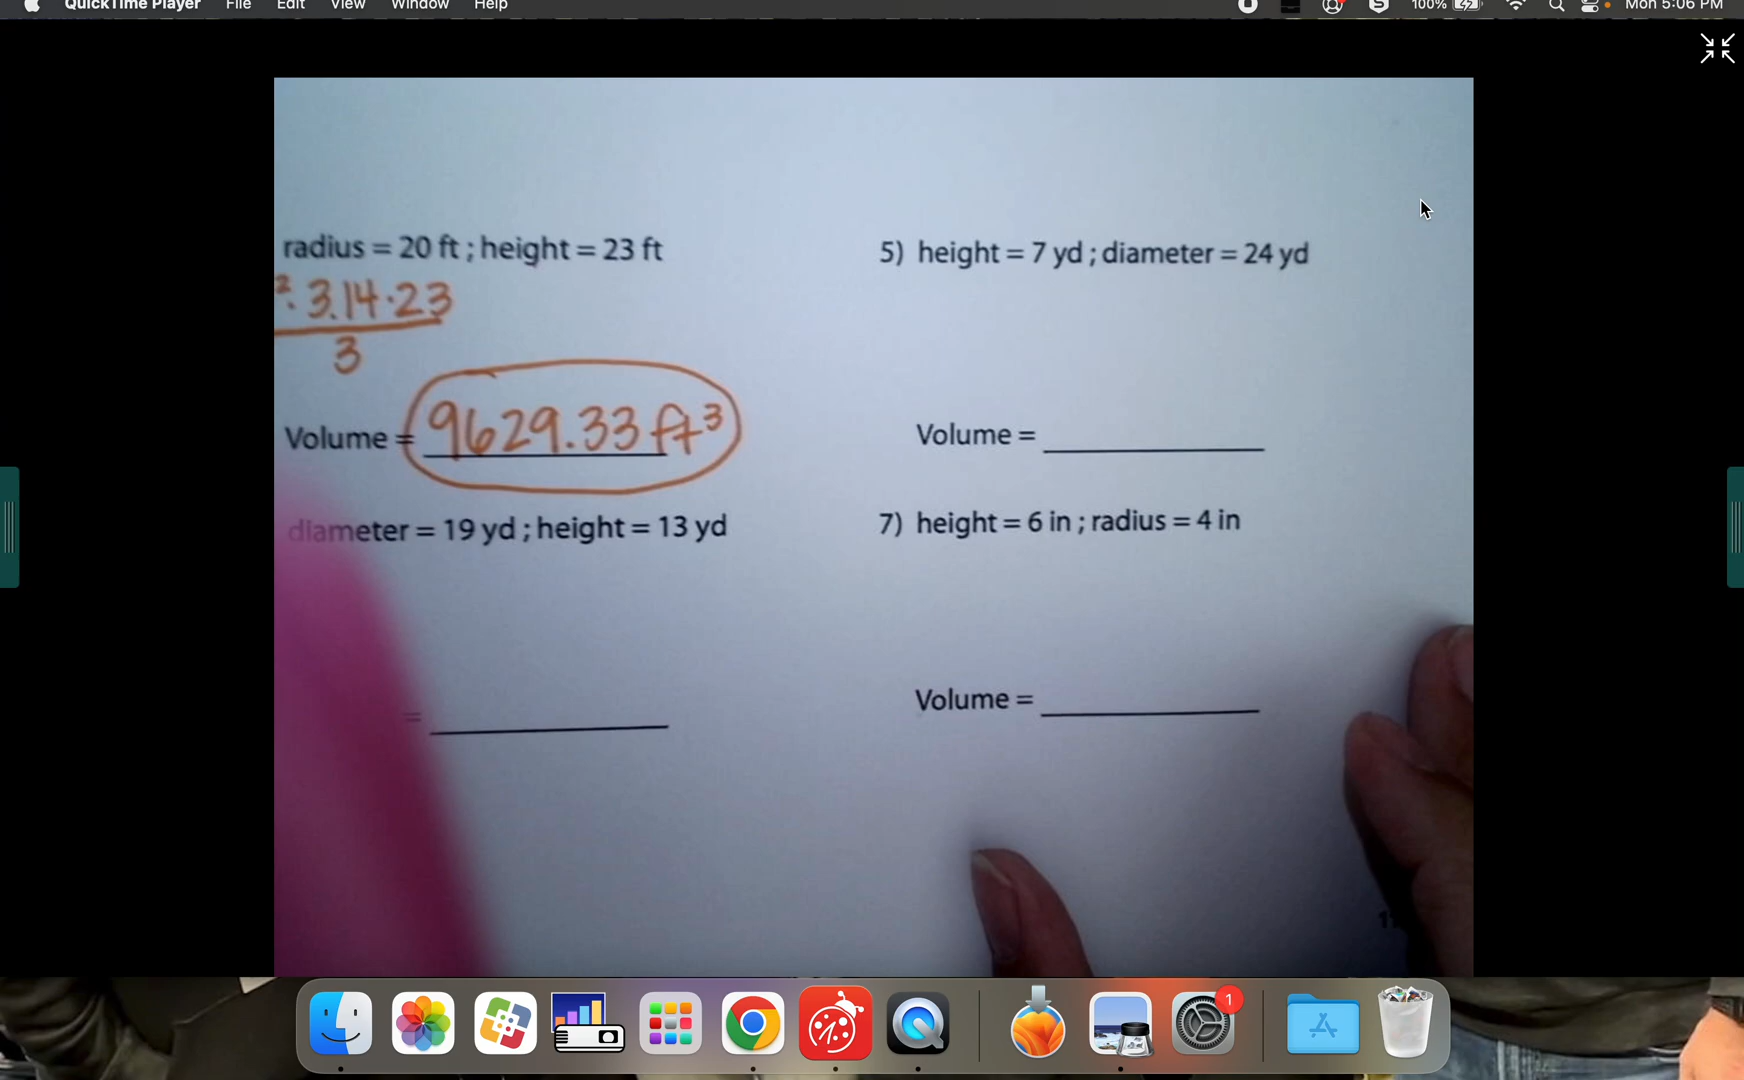 QuickTime Player File Edit View Window Help 100% Mon 5:06 PM
radius = 20 ft ; height = 23 ft
². 3.14·23
3
Volume = 9629.33 ft³
5) height = 7 yd ; diameter = 24 yd
Volume =
diameter = 19 yd ; height = 13 yd
=
7) height = 6 in ; radius = 4 in
Volume =
1